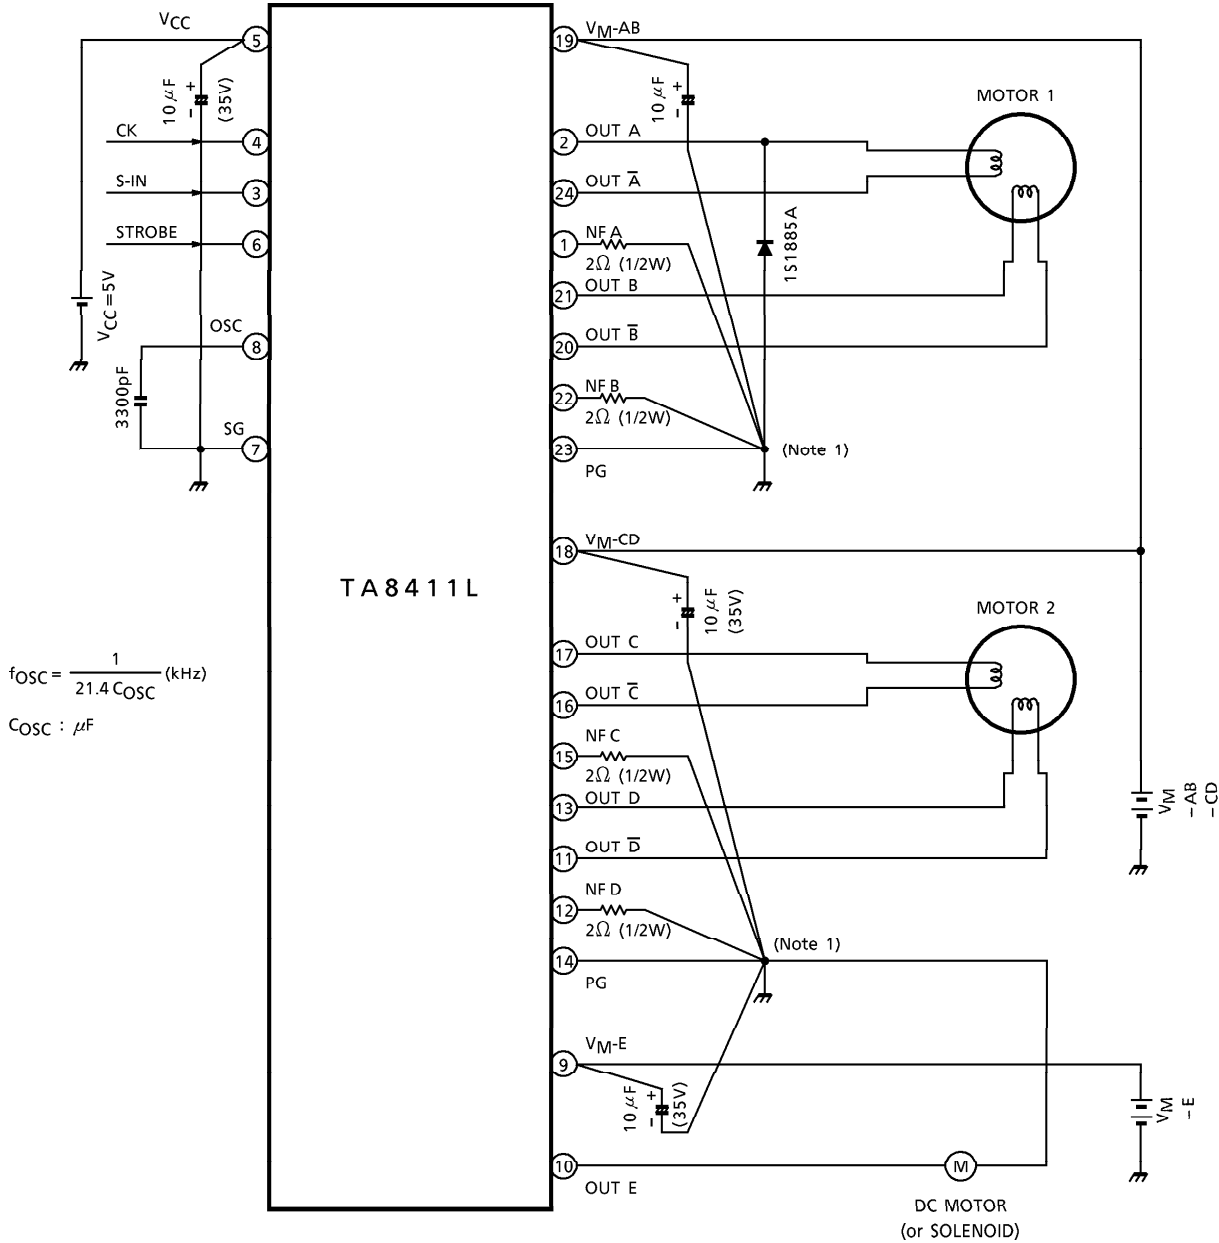 VCC
5
10 µF
(35V)
+
-
CK
4
S-IN
3
STROBE
6
VCC=5V
OSC
8
3300pF
SG
7
TA8411L
fOSC = 1 / 21.4 COSC (kHz)
COSC : µF
19
VM-AB
10 µF
+
-
2
OUT A
24
OUT A̅
1
NF A
2Ω (1/2W)
21
OUT B
20
OUT B̅
22
NF B
2Ω (1/2W)
23
PG
1S1885A
(Note 1)
MOTOR 1
18
VM-CD
10 µF
(35V)
+
-
17
OUT C
16
OUT C̅
15
NF C
2Ω (1/2W)
13
OUT D
11
OUT D̅
12
NF D
2Ω (1/2W)
14
PG
(Note 1)
MOTOR 2
VM
-AB
-CD
9
VM-E
10 µF
(35V)
+
-
10
OUT E
VM
-E
M
DC MOTOR
(or SOLENOID)